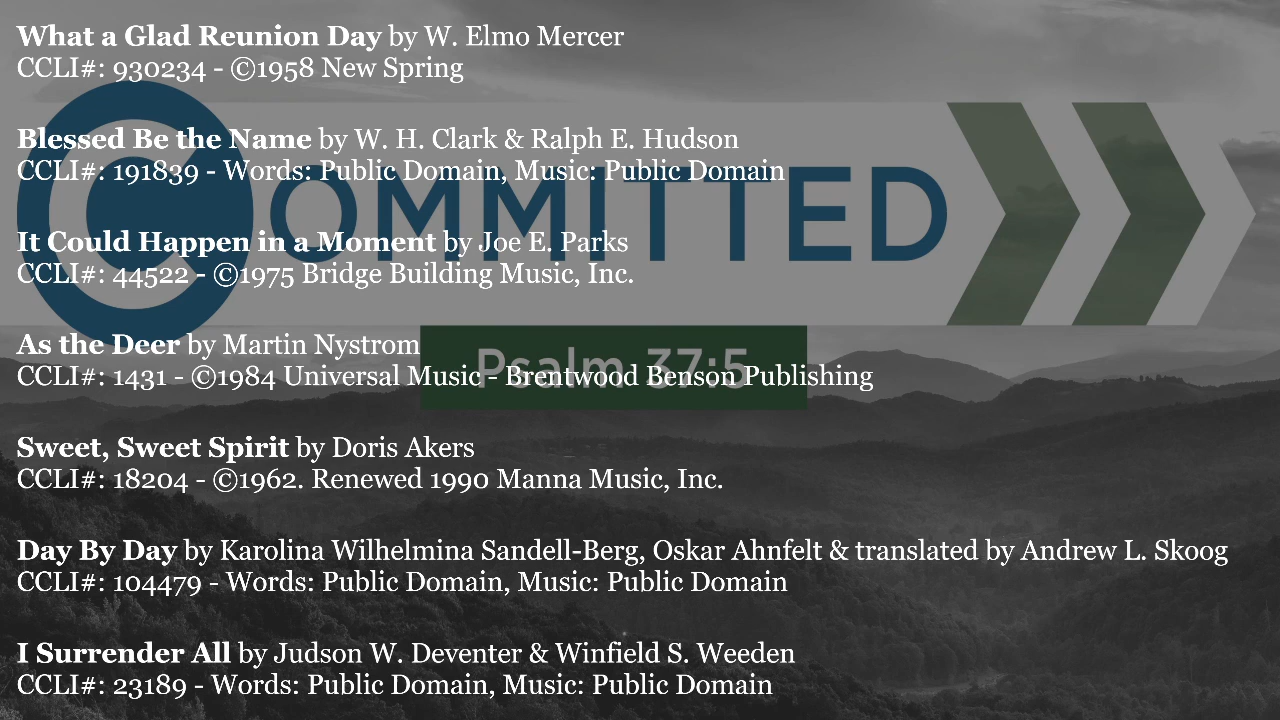 What a Glad Reunion Day by W. Elmo Mercer
CCLI#: 930234 - ©1958 New Spring
Blessed Be the Name by W. H. Clark & Ralph E. Hudson
CCLI#: 191839 - Words: Public Domain, Music: Public Domain
COMMITTED
It Could Happen in a Moment by Joe E. Parks
CCLI#: 44522 - ©1975 Bridge Building Music, Inc.
As the Deer by Martin Nystrom
Psalm 37:5
CCLI#: 1431 - ©1984 Universal Music - Brentwood Benson Publishing
Sweet, Sweet Spirit by Doris Akers
CCLI#: 18204 - ©1962. Renewed 1990 Manna Music, Inc.
Day By Day by Karolina Wilhelmina Sandell-Berg, Oskar Ahnfelt & translated by Andrew L. Skoog
CCLI#: 104479 - Words: Public Domain, Music: Public Domain
I Surrender All by Judson W. Deventer & Winfield S. Weeden
CCLI#: 23189 - Words: Public Domain, Music: Public Domain